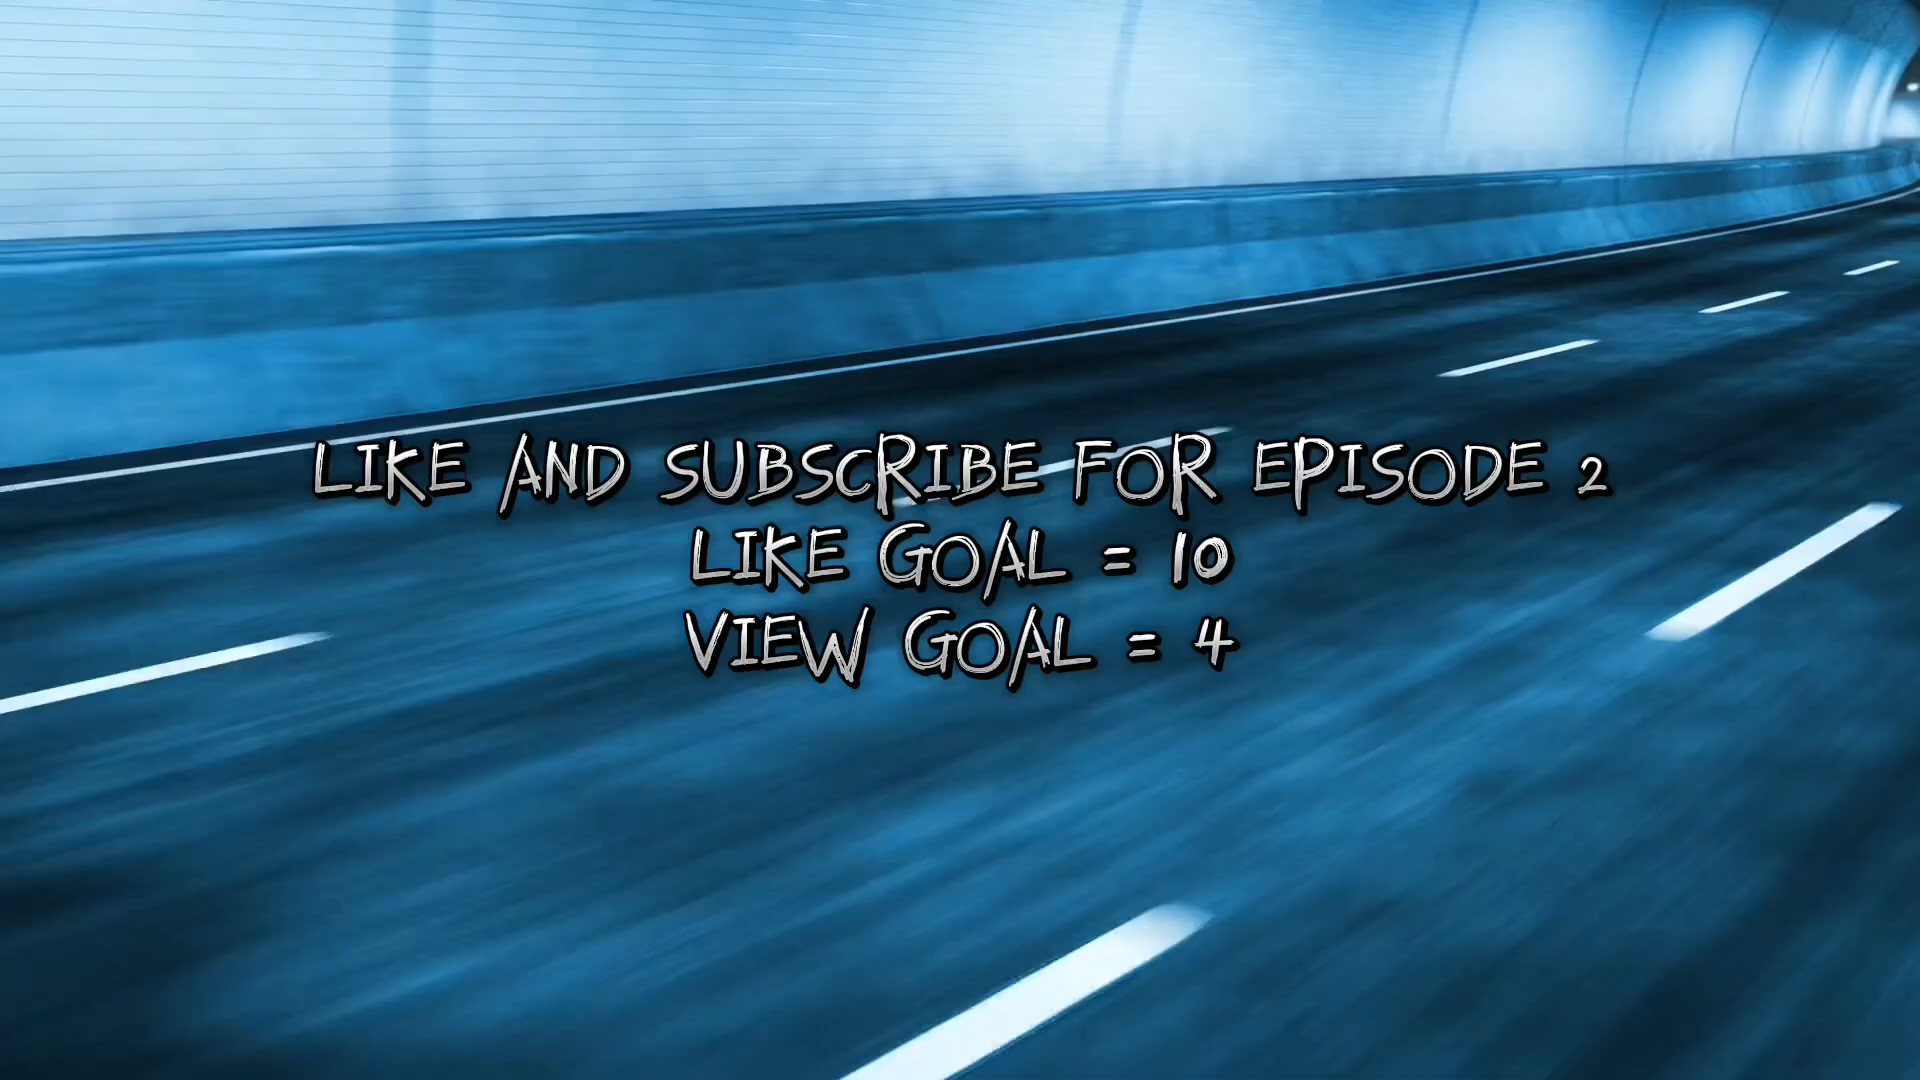 LIKE AND SUBSCRIBE FOR EPISODE 2
LIKE GOAL = 10
VIEW GOAL = 4